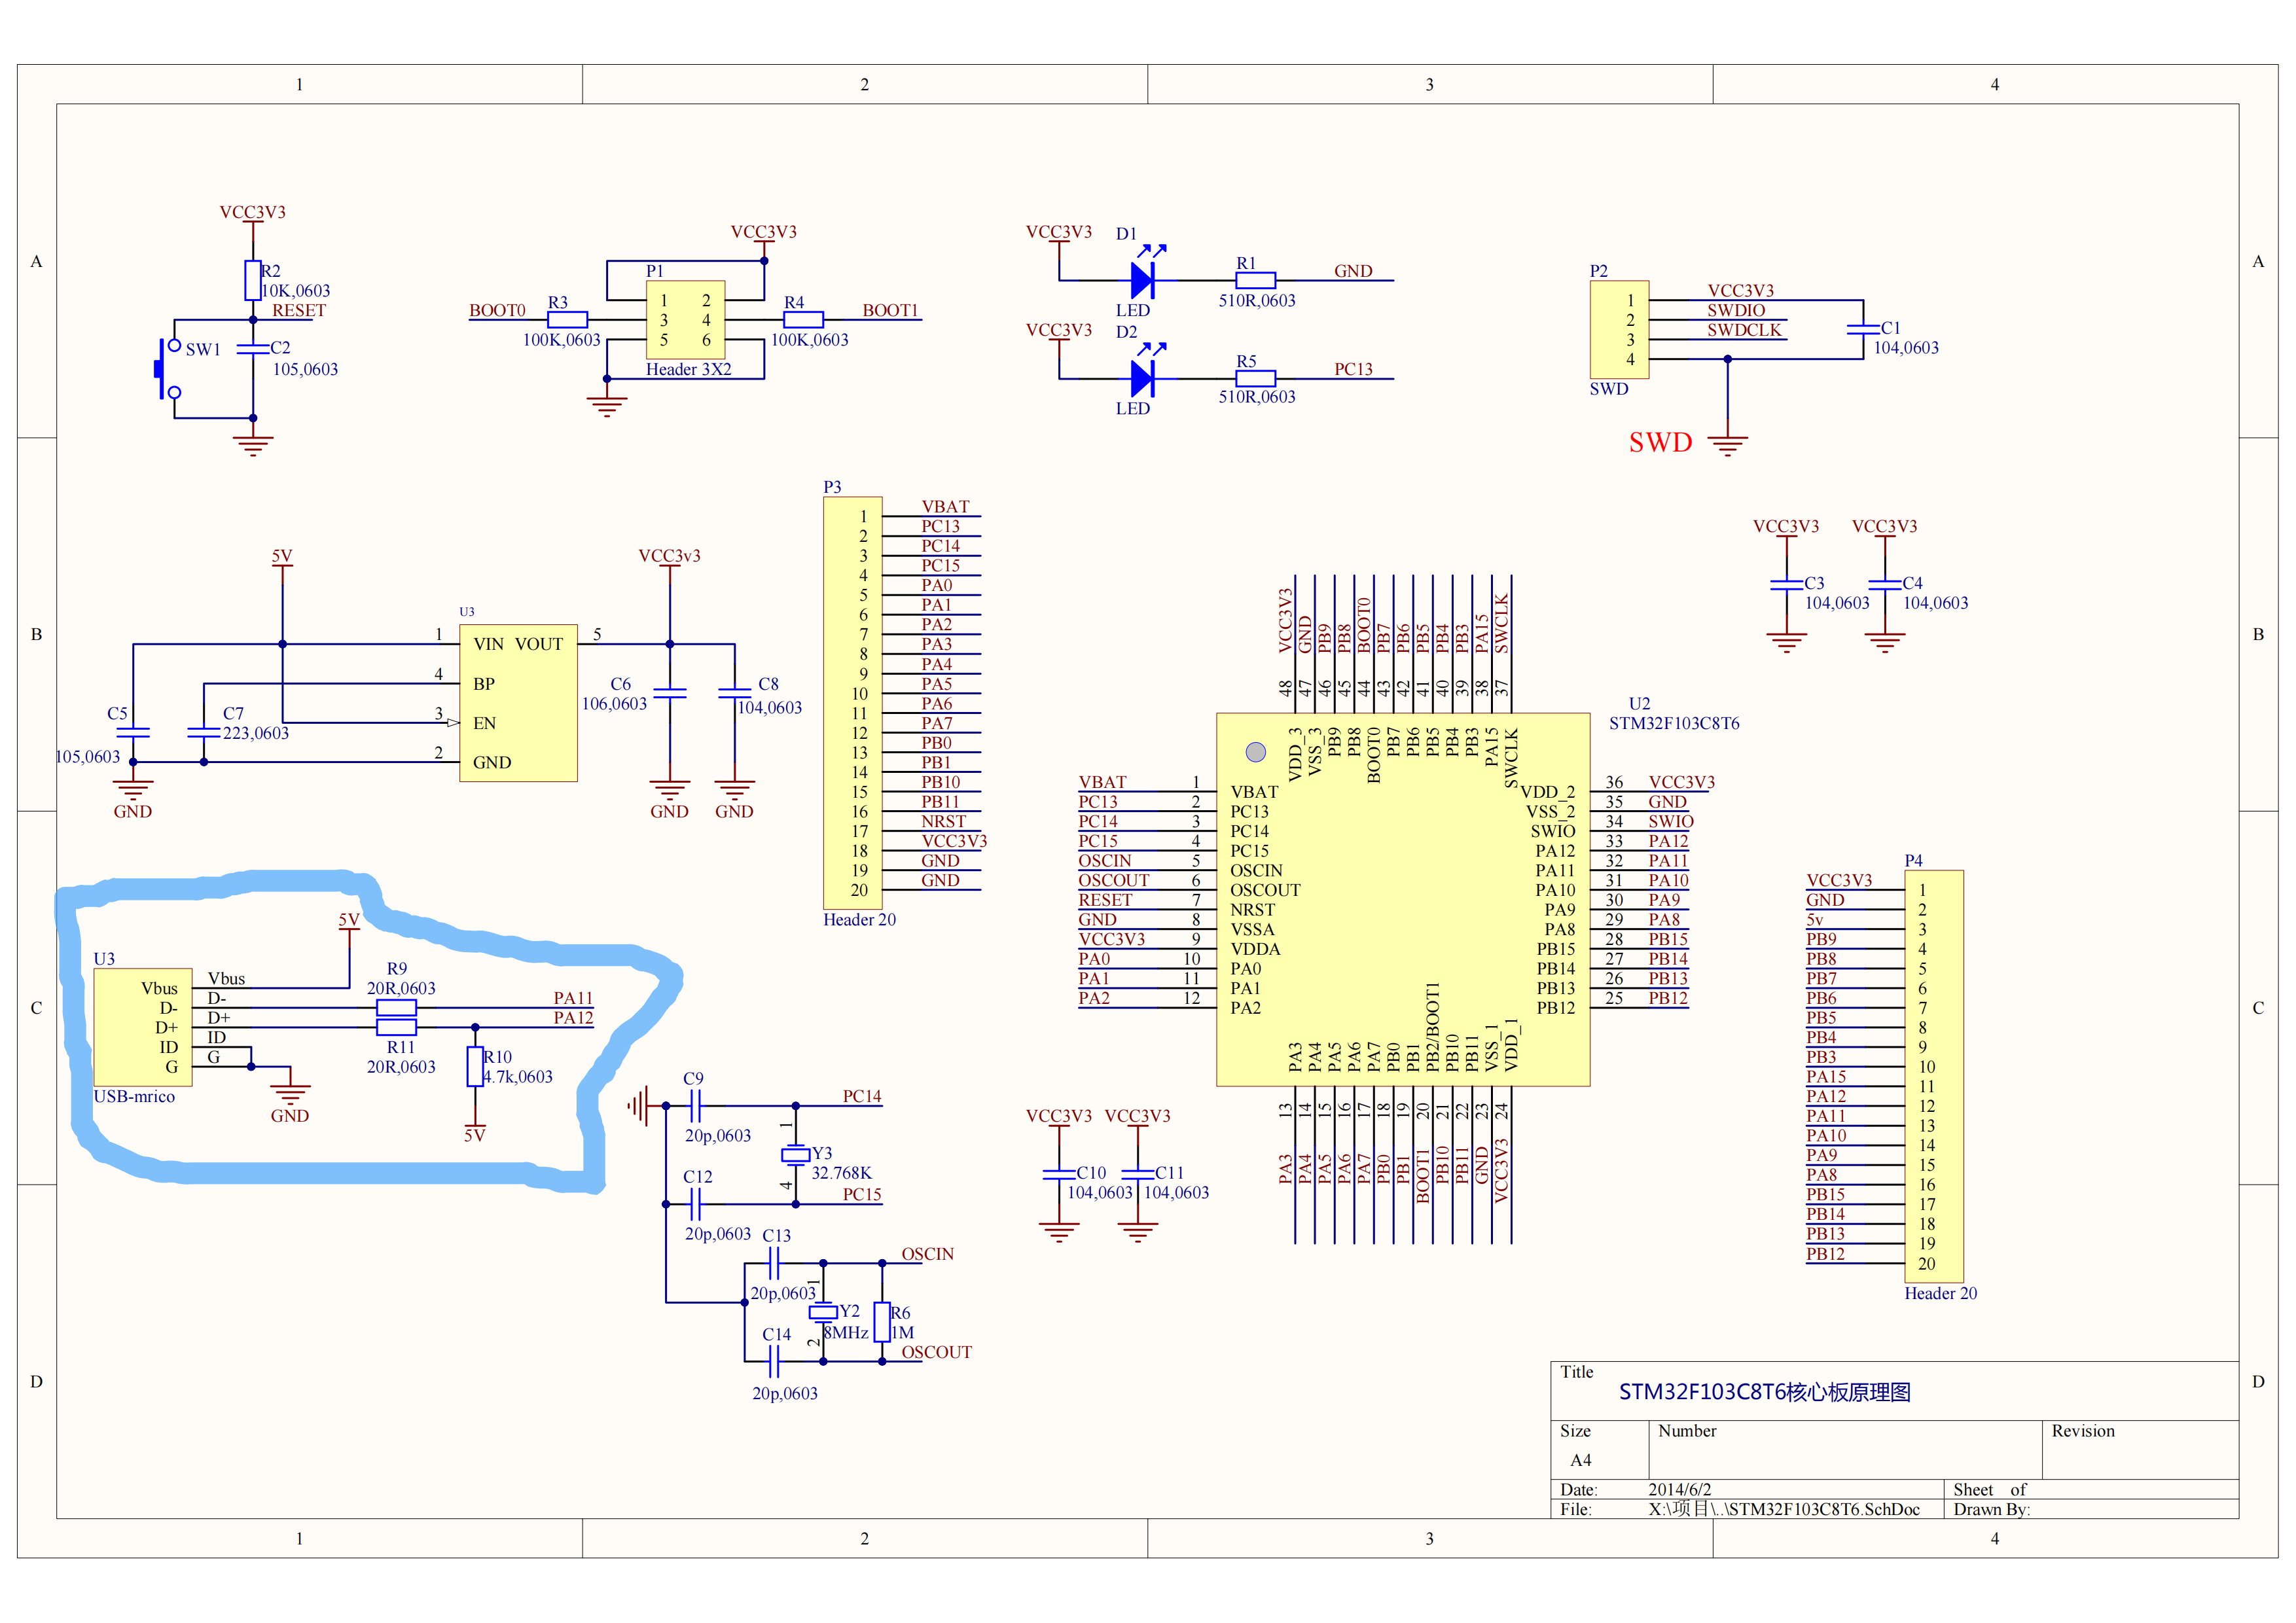 1 2 3 4
A A
B B
C C
D D
VCC3V3
R2
10K,0603
RESET
SW1
C2
105,0603
VCC3V3
P1
1 2
3 4
5 6
Header 3X2
BOOT0
R3
100K,0603
R4
100K,0603
BOOT1
VCC3V3
D1
LED
R1
510R,0603
GND
VCC3V3
D2
LED
R5
510R,0603
PC13
P2
1 VCC3V3
2 SWDIO
3 SWDCLK
4
SWD
C1
104,0603
SWD
5V
U3
1 VIN VOUT 5
4 BP
3 EN
2 GND
C5
105,0603
C7
223,0603
GND
VCC3v3
C6
106,0603
C8
104,0603
GND GND
P3
1 VBAT
2 PC13
3 PC14
4 PC15
5 PA0
6 PA1
7 PA2
8 PA3
9 PA4
10 PA5
11 PA6
12 PA7
13 PB0
14 PB1
15 PB10
16 PB11
17 NRST
18 VCC3V3
19 GND
20 GND
Header 20
VCC3V3 VCC3V3
C3
104,0603
C4
104,0603
U2
STM32F103C8T6
VCC3V3 48 VDD_3
GND 47 VSS_3
PB9 46 PB9
PB8 45 PB8
BOOT0 44 BOOT0
PB7 43 PB7
PB6 42 PB6
PB5 41 PB5
PB4 40 PB4
PB3 39 PB3
PA15 38 PA15
SWCLK 37 SWCLK
VBAT 1 VBAT
PC13 2 PC13
PC14 3 PC14
PC15 4 PC15
OSCIN 5 OSCIN
OSCOUT 6 OSCOUT
RESET 7 NRST
GND 8 VSSA
VCC3V3 9 VDDA
PA0 10 PA0
PA1 11 PA1
PA2 12 PA2
VDD_2 36 VCC3V3
VSS_2 35 GND
SWIO 34 SWIO
PA12 33 PA12
PA11 32 PA11
PA10 31 PA10
PA9 30 PA9
PA8 29 PA8
PB15 28 PB15
PB14 27 PB14
PB13 26 PB13
PB12 25 PB12
PA3 13 PA3
PA4 14 PA4
PA5 15 PA5
PA6 16 PA6
PA7 17 PA7
PB0 18 PB0
PB1 19 PB1
PB2/BOOT1 20 BOOT1
PB10 21 PB10
PB11 22 PB11
VSS_1 23 GND
VDD_1 24 VCC3V3
P4
VCC3V3 1
GND 2
5v 3
PB9 4
PB8 5
PB7 6
PB6 7
PB5 8
PB4 9
PB3 10
PA15 11
PA12 12
PA11 13
PA10 14
PA9 15
PA8 16
PB15 17
PB14 18
PB13 19
PB12 20
Header 20
U3
5V
Vbus Vbus
D- D-
D+ D+
ID ID
G G
USB-mrico
GND
R9
20R,0603
PA11
PA12
R11
20R,0603
R10
4.7k,0603
5V
C9
20p,0603
PC14
1
Y3
32.768K
4
C12
20p,0603
PC15
C13
20p,0603
OSCIN
1
Y2
8MHz
2
R6
1M
C14
20p,0603
OSCOUT
VCC3V3 VCC3V3
C10
104,0603
C11
104,0603
Title
STM32F103C8T6核心板原理图
Size Number Revision
A4
Date: 2014/6/2 Sheet of
File: X:\项目\..\STM32F103C8T6.SchDoc Drawn By:
1 2 3 4